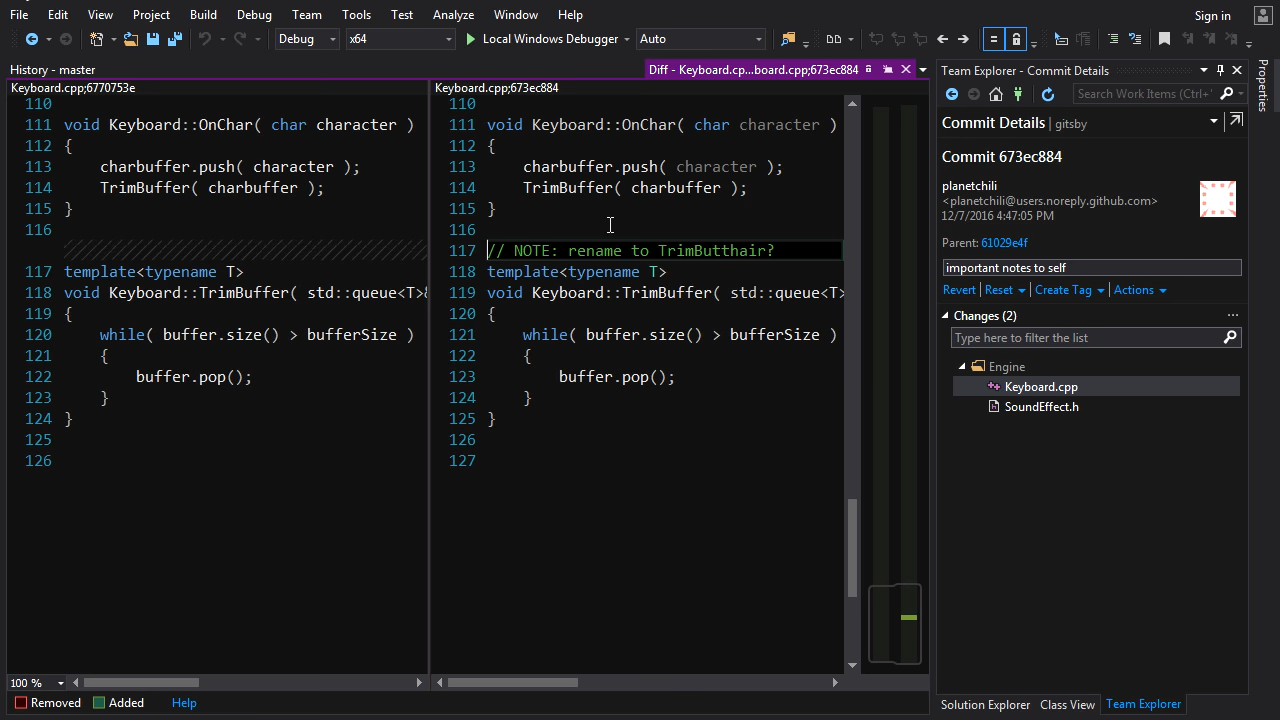 File Edit View Project Build Debug Team Tools Test Analyze Window Help Sign in
Debug x64 Local Windows Debugger Auto
History - master Diff - Keyboard.cp...board.cpp;673ec884
Keyboard.cpp;6770753e
110
111 void Keyboard::OnChar( char character )
112 {
113 charbuffer.push( character );
114 TrimBuffer( charbuffer );
115 }
116
117 template<typename T>
118 void Keyboard::TrimBuffer( std::queue<T>&
119 {
120 while( buffer.size() > bufferSize )
121 {
122 buffer.pop();
123 }
124 }
125
126
Keyboard.cpp;673ec884
110
111 void Keyboard::OnChar( char character )
112 {
113 charbuffer.push( character );
114 TrimBuffer( charbuffer );
115 }
116
117 // NOTE: rename to TrimButthair?
118 template<typename T>
119 void Keyboard::TrimBuffer( std::queue<T>
120 {
121 while( buffer.size() > bufferSize )
122 {
123 buffer.pop();
124 }
125 }
126
127
100 %
Removed Added Help
Team Explorer - Commit Details
Search Work Items (Ctrl+'
Commit Details | gitsby
Commit 673ec884
planetchili
<planetchili@users.noreply.github.com>
12/7/2016 4:47:05 PM
Parent: 61029e4f
important notes to self
Revert Reset Create Tag Actions
Changes (2) ...
Type here to filter the list
Engine
Keyboard.cpp
SoundEffect.h
Solution Explorer Class View Team Explorer
Properties